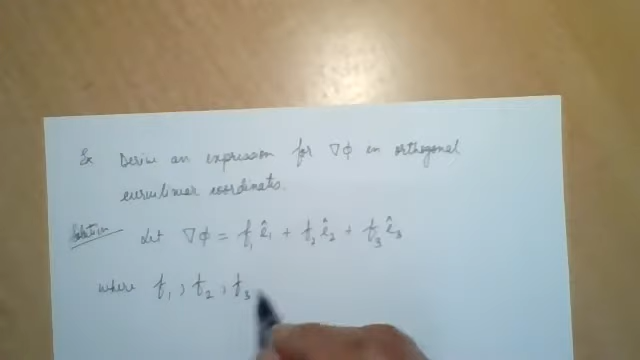 Ex Derive an expression for ∇ϕ in orthogonal
curvilinear coordinates.
Solution Let ∇ϕ = f₁ ê₁ + f₂ ê₂ + f₃ ê₃
where f₁, f₂, f₃